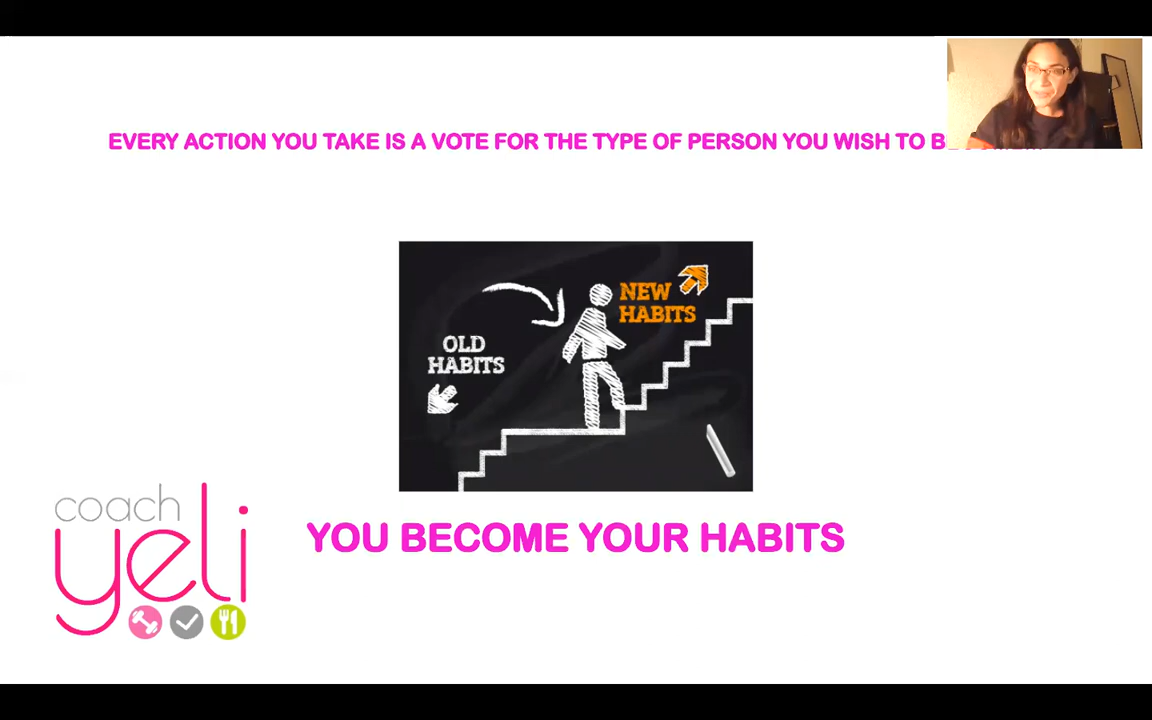 EVERY ACTION YOU TAKE IS A VOTE FOR THE TYPE OF PERSON YOU WISH TO
NEW
HABITS
OLD
HABITS
coach
yeli
YOU BECOME YOUR HABITS